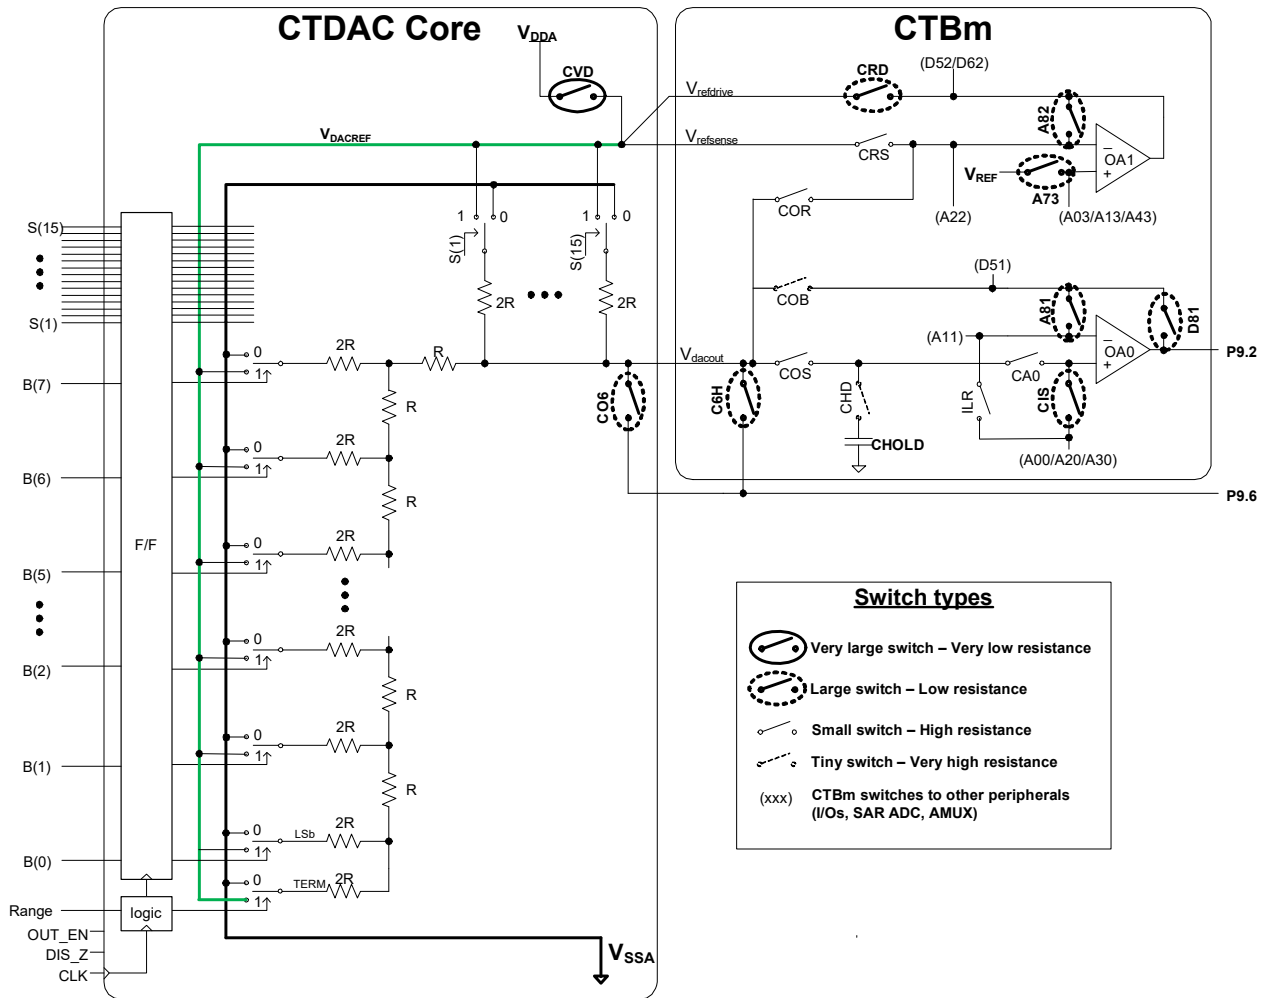 CTDAC Core
CTBm
VDDA
CVD
CRD
(D52/D62)
Vrefdrive
A82
VDACREF
Vrefsense
CRS
OA1
−
+
VREF
A73
COR
(A22)
(A03/A13/A43)
S(15)
S(1)
1 0
S(1)
1 0
S(15)
2R
2R
(D51)
COB
A81
D81
(A11)
OA0
−
+
P9.2
Vdacout
COS
CA0
CO6
C6H
CHD
ILR
CIS
CHOLD
(A00/A20/A30)
P9.6
B(7)
0
1
2R
R
R
B(6)
0
1
2R
R
F/F
B(5)
0
1
2R
B(2)
0
1
2R
R
B(1)
0
1
2R
R
B(0)
0
1
LSb
2R
0
1
TERM
2R
Range
logic
OUT_EN
DIS_Z
CLK
VSSA
Switch types
Very large switch – Very low resistance
Large switch – Low resistance
Small switch – High resistance
Tiny switch – Very high resistance
(xxx) CTBm switches to other peripherals
(I/Os, SAR ADC, AMUX)